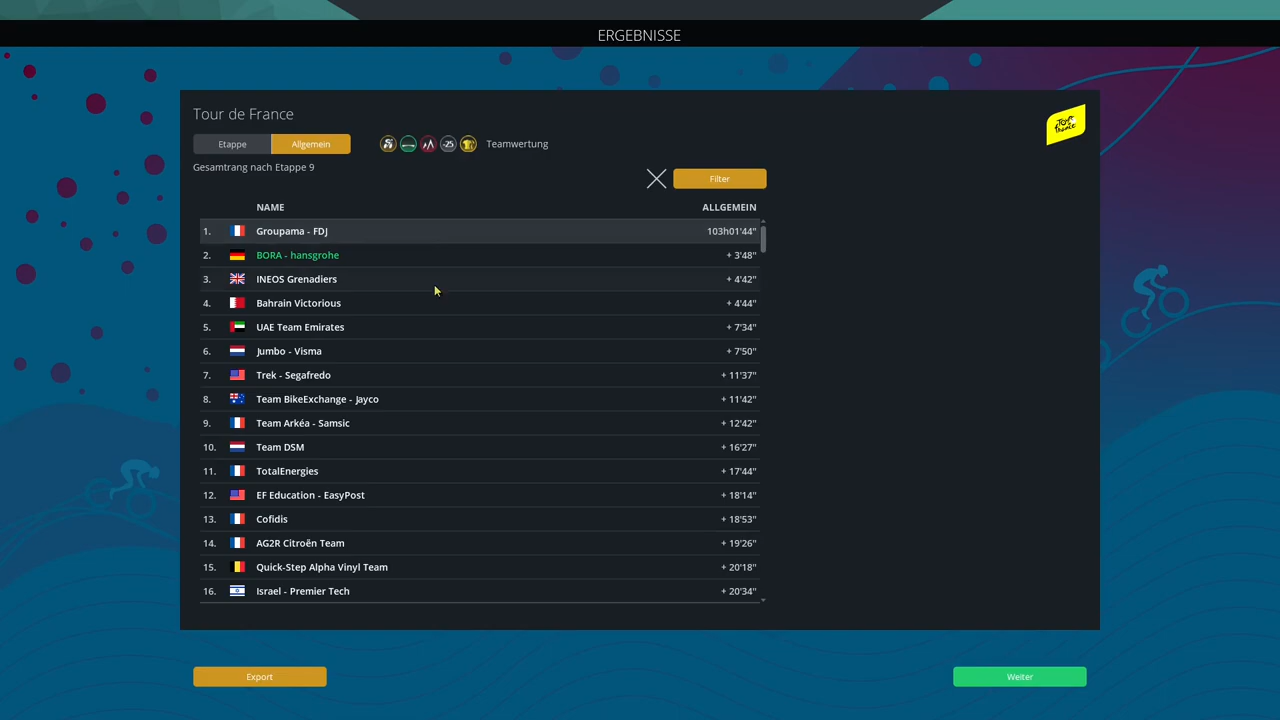 ERGEBNISSE
Tour de France
Etappe Allgemein -25 Teamwertung
Gesamtrang nach Etappe 9
Filter
NAME ALLGEMEIN
1. Groupama - FDJ 103h01'44''
2. BORA - hansgrohe + 3'48''
3. INEOS Grenadiers + 4'42''
4. Bahrain Victorious + 4'44''
5. UAE Team Emirates + 7'34''
6. Jumbo - Visma + 7'50''
7. Trek - Segafredo + 11'37''
8. Team BikeExchange - Jayco + 11'42''
9. Team Arkéa - Samsic + 12'42''
10. Team DSM + 16'27''
11. TotalEnergies + 17'44''
12. EF Education - EasyPost + 18'14''
13. Cofidis + 18'53''
14. AG2R Citroën Team + 19'26''
15. Quick-Step Alpha Vinyl Team + 20'18''
16. Israel - Premier Tech + 20'34''
Export Weiter